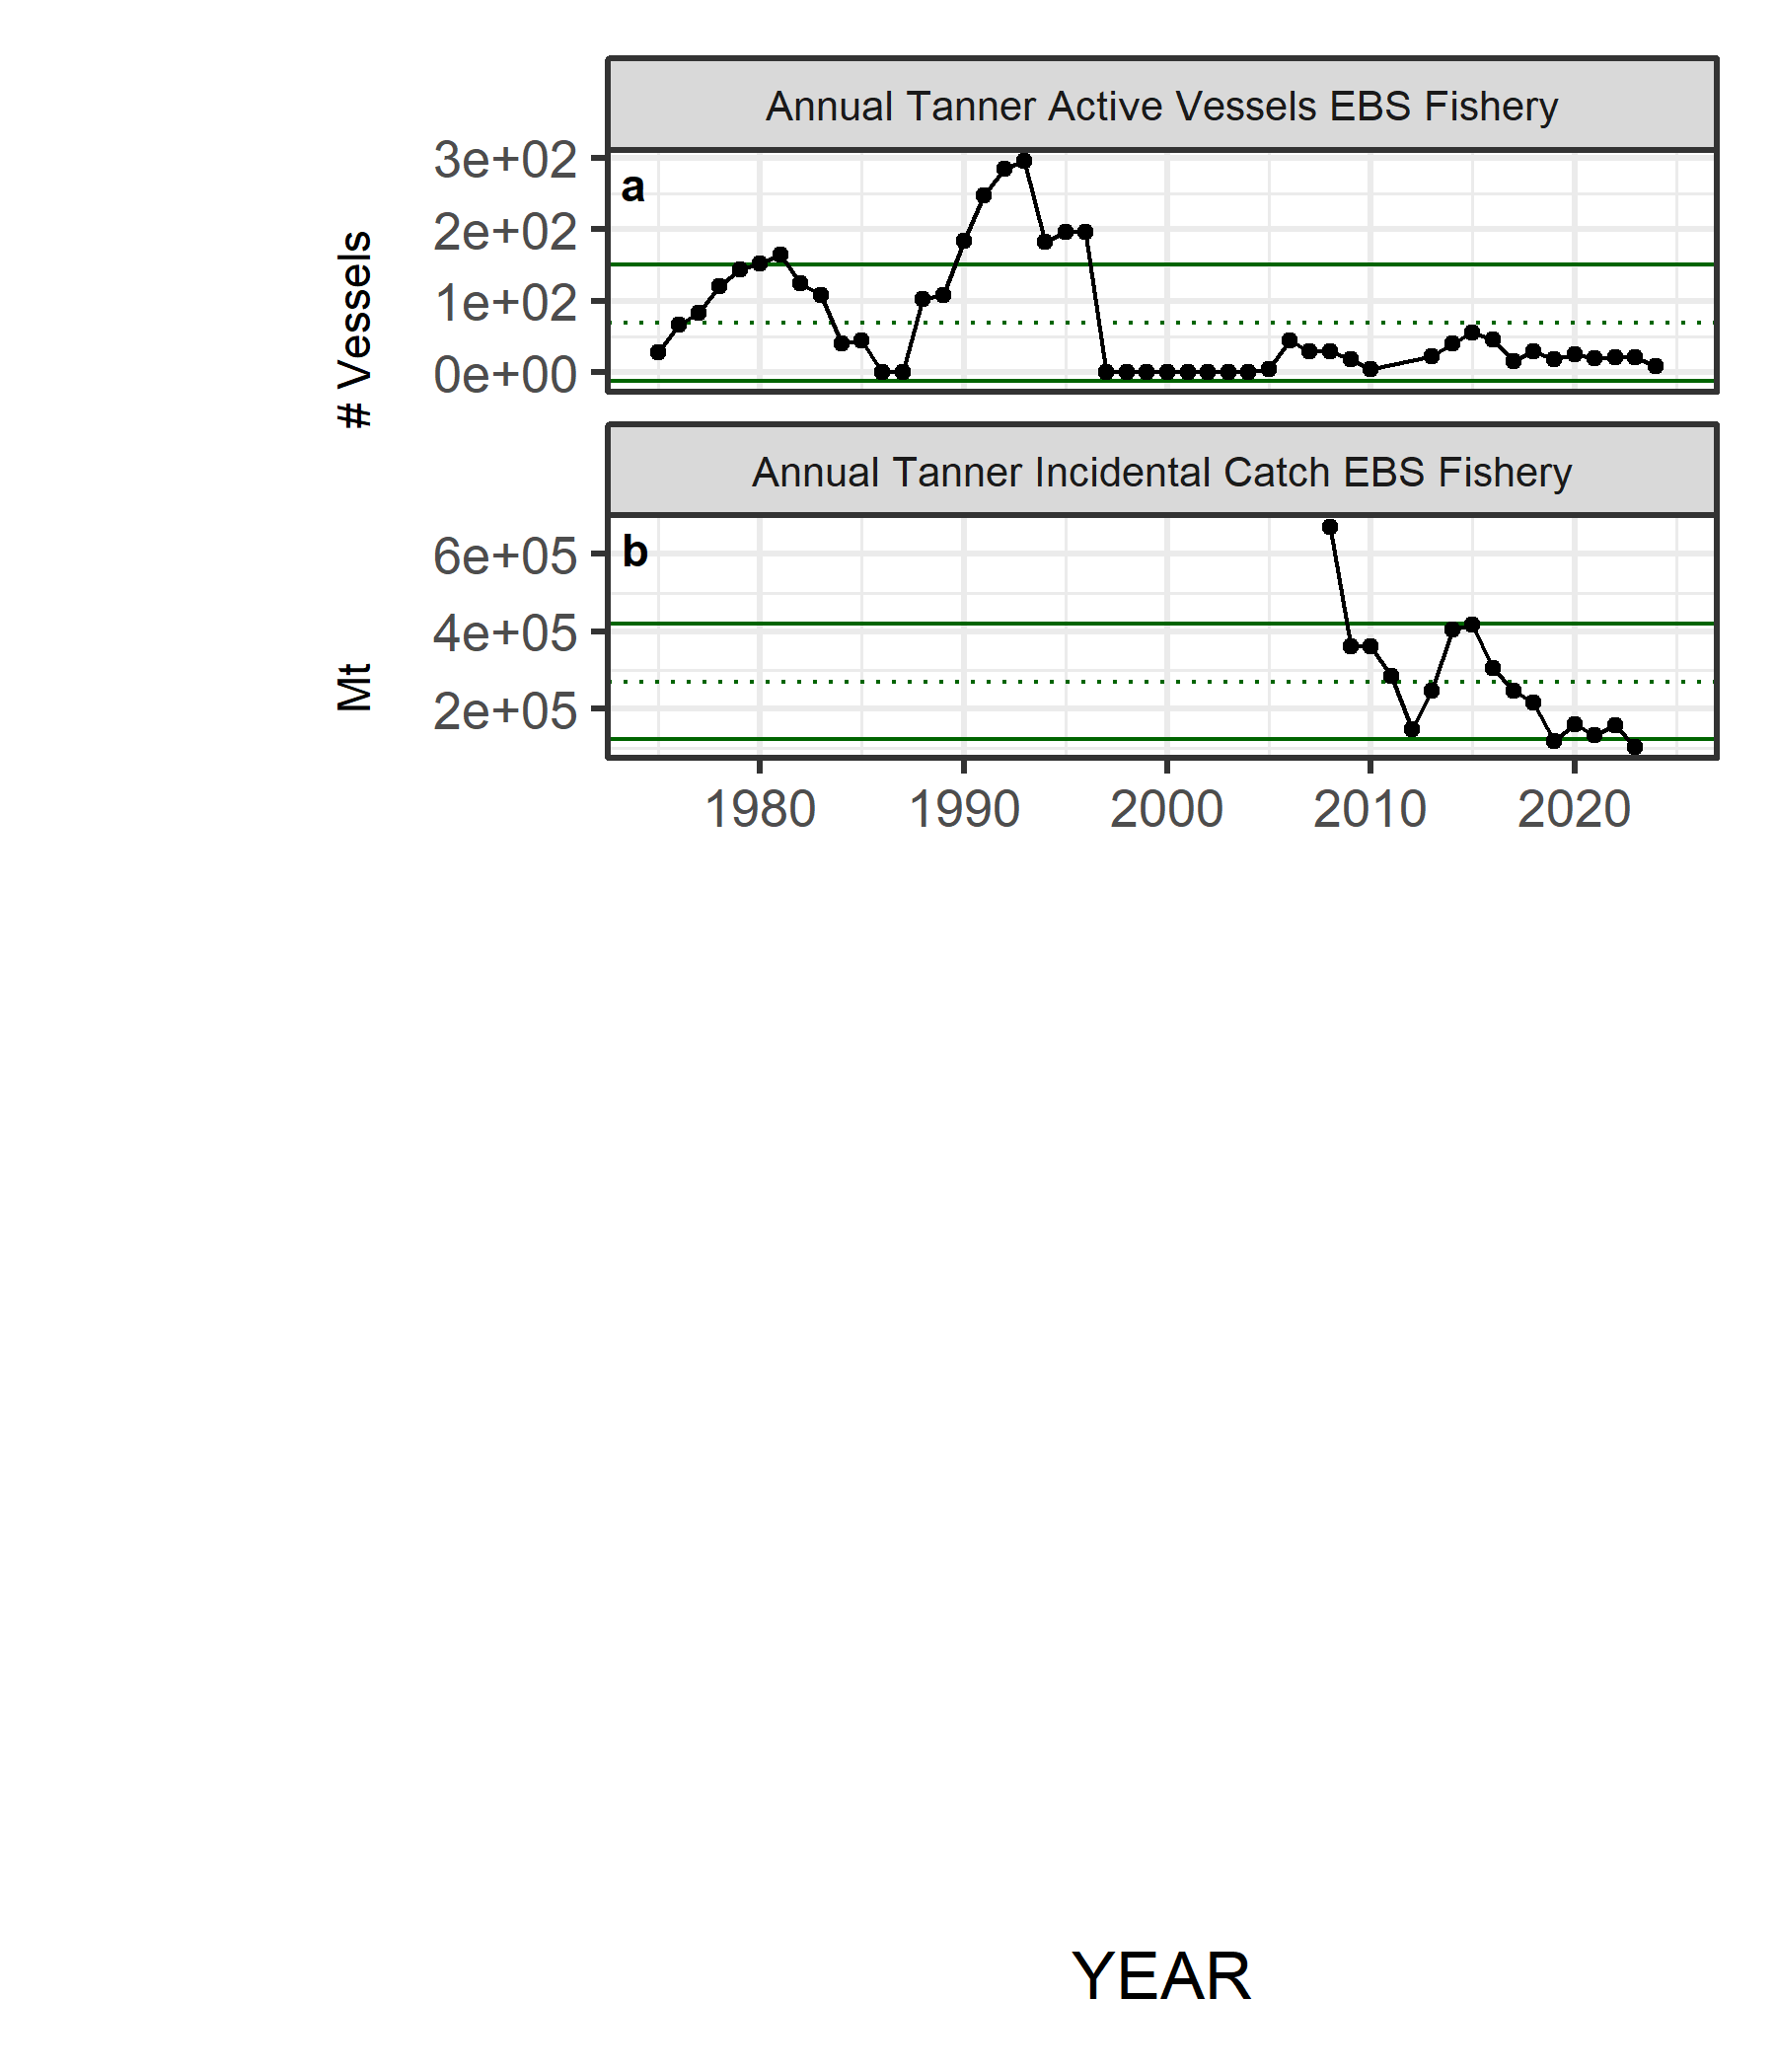 Annual Tanner Active Vessels EBS Fishery
# Vessels
3e+02
2e+02
1e+02
0e+00
a
Annual Tanner Incidental Catch EBS Fishery
Mt
6e+05
4e+05
2e+05
b
1980 1990 2000 2010 2020
YEAR